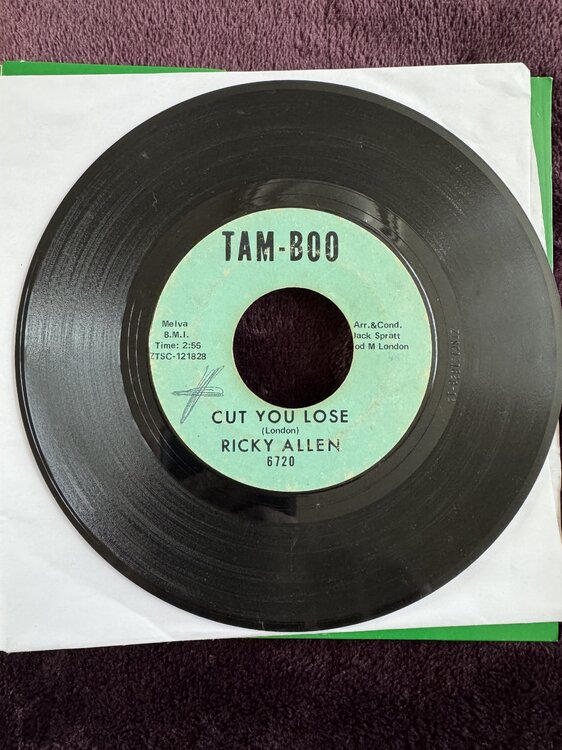 TAM-BOO
Melva
B.M.I.
Time: 2:55
ZTSC-121828
Arr.&Cond.
Jack Spratt
od M London
CUT YOU LOSE
(London)
RICKY ALLEN
6720